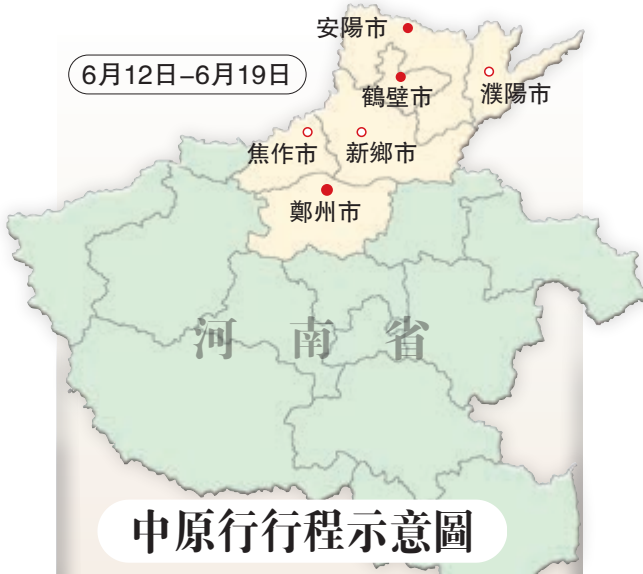 安陽市
6月12日–6月19日
鶴壁市
濮陽市
焦作市
新鄉市
鄭州市
河南省
中原行行程示意圖